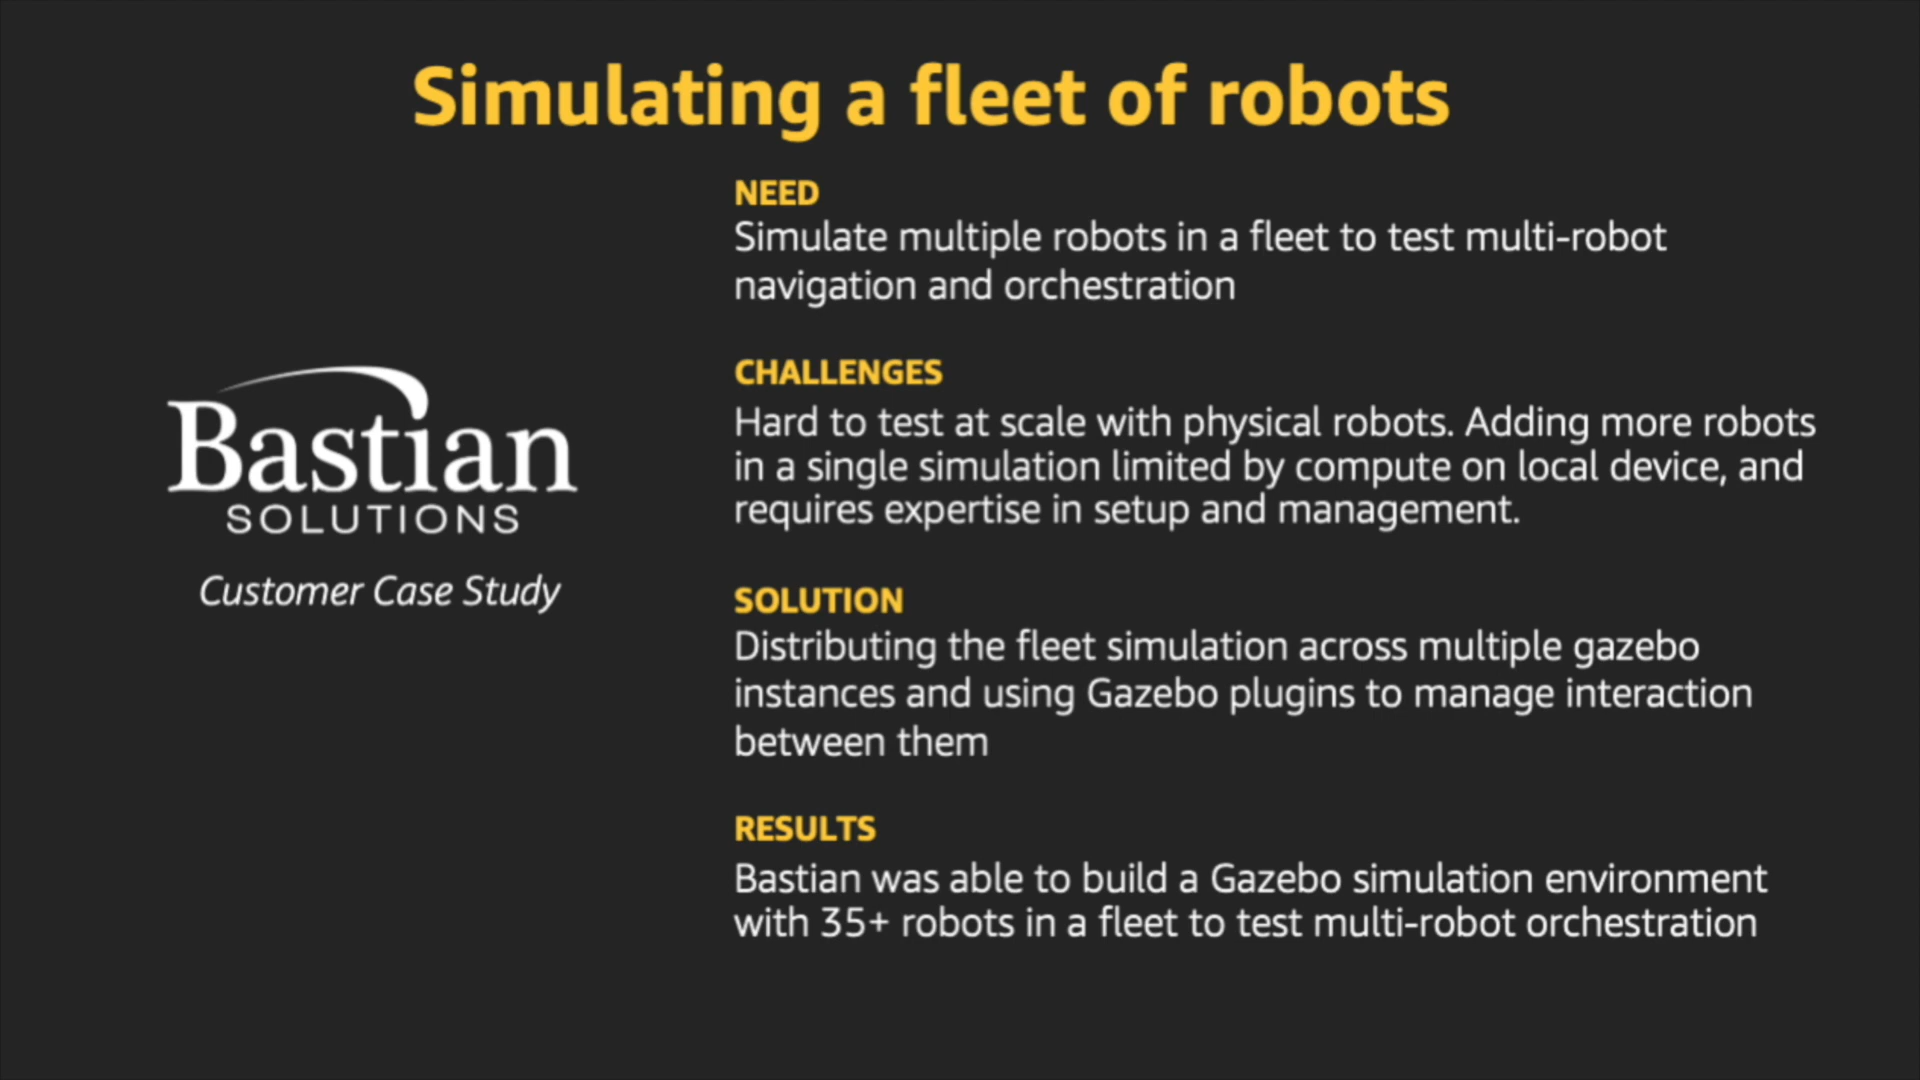 Simulating a fleet of robots
NEED
Simulate multiple robots in a fleet to test multi-robot
navigation and orchestration
CHALLENGES
Hard to test at scale with physical robots. Adding more robots
in a single simulation limited by compute on local device, and
requires expertise in setup and management.
SOLUTION
Distributing the fleet simulation across multiple gazebo
instances and using Gazebo plugins to manage interaction
between them
RESULTS
Bastian was able to build a Gazebo simulation environment
with 35+ robots in a fleet to test multi-robot orchestration
Bastian
SOLUTIONS
Customer Case Study